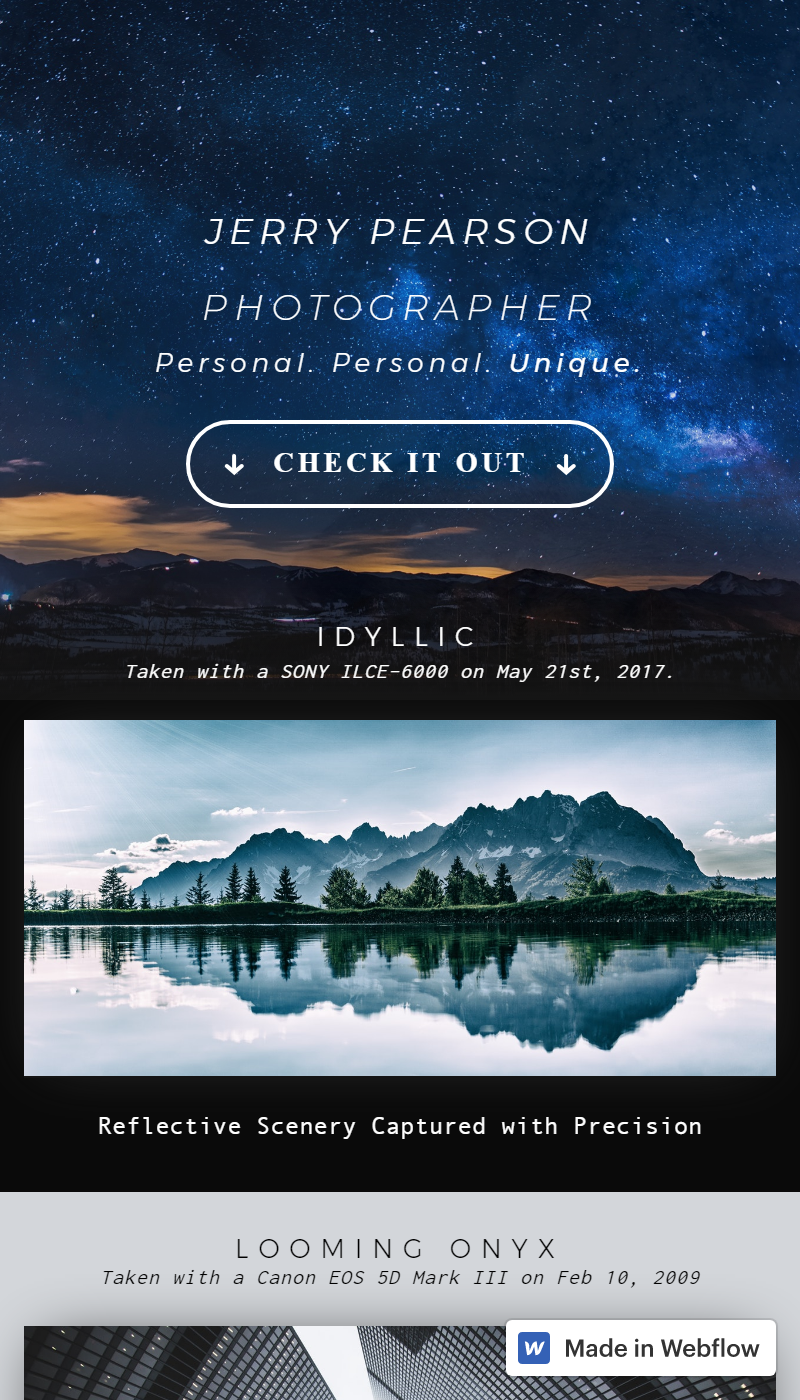 JERRY PEARSON
PHOTOGRAPHER
Personal. Personal. Unique.
CHECK IT OUT
IDYLLIC
Taken with a SONY ILCE-6000 on May 21st, 2017.
Reflective Scenery Captured with Precision
LOOMING ONYX
Taken with a Canon EOS 5D Mark III on Feb 10, 2009
Made in Webflow